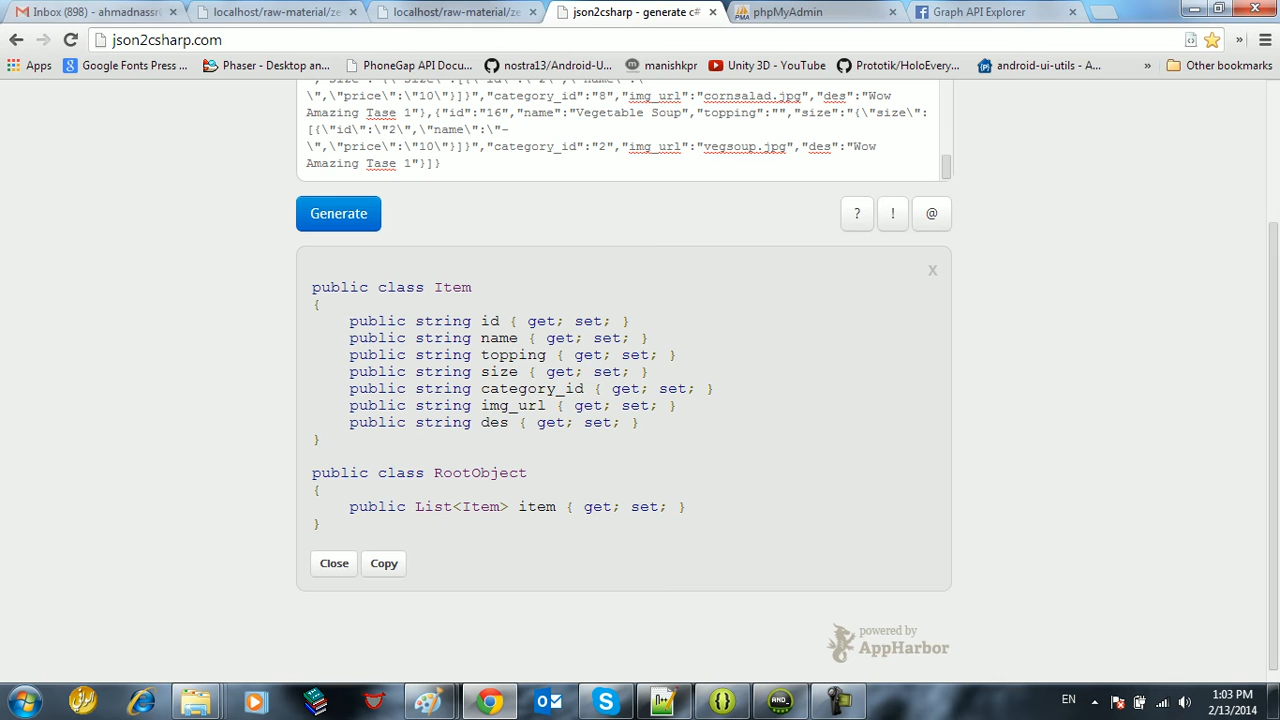 Inbox (898) - ahmadnassri
localhost/raw-material/ze
localhost/raw-material/ze
json2csharp - generate c#
phpMyAdmin
Graph API Explorer
json2csharp.com
Apps
Google Fonts Press ...
Phaser - Desktop an...
PhoneGap API Docu...
nostra13/Android-U...
manishkpr
Unity 3D - YouTube
Prototik/HoloEvery...
android-ui-utils - A...
»
Other bookmarks
\",\"price\":\"10\"}]}","category_id":"8","img_url":"cornsalad.jpg","des":"Wow
Amazing Tase 1"},{"id":"16","name":"Vegetable Soup","topping":"","size":"{\"size\":
[{\"id\":\"2\",\"name\":\"-
\",\"price\":\"10\"}]}","category_id":"2","img_url":"vegsoup.jpg","des":"Wow
Amazing Tase 1"}]}
Generate
? ! @
X
public class Item
{
public string id { get; set; }
public string name { get; set; }
public string topping { get; set; }
public string size { get; set; }
public string category_id { get; set; }
public string img_url { get; set; }
public string des { get; set; }
}
public class RootObject
{
public List<Item> item { get; set; }
}
Close Copy
powered by
AppHarbor
EN
1:03 PM
2/13/2014